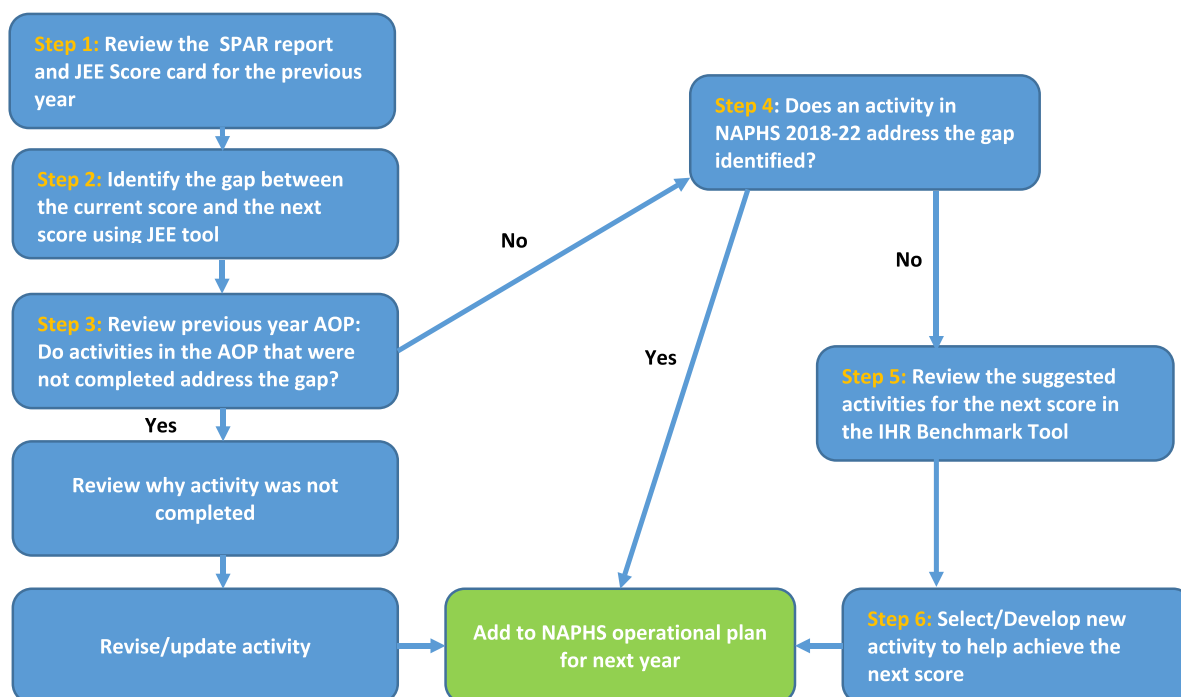 Step 1: Review the SPAR report
and JEE Score card for the previous
year
Step 2: Identify the gap between
the current score and the next
score using JEE tool
Step 3: Review previous year AOP:
Do activities in the AOP that were
not completed address the gap?
Yes
Review why activity was not
completed
Revise/update activity
No
Step 4: Does an activity in
NAPHS 2018-22 address the gap
identified?
Yes
No
Step 5: Review the suggested
activities for the next score in
the IHR Benchmark Tool
Step 6: Select/Develop new
activity to help achieve the
next score
Add to NAPHS operational plan
for next year